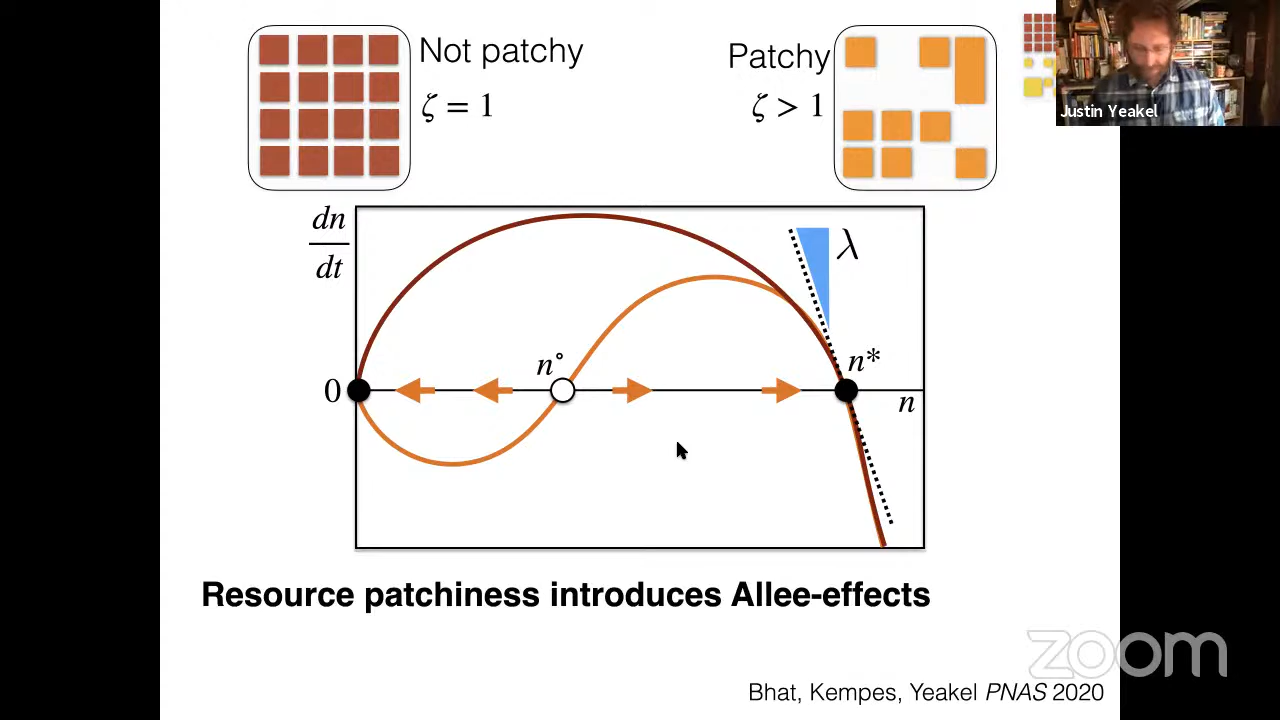 Not patchy
ζ = 1
Patchy
ζ > 1
Justin Yeakel
dn
dt
λ
n°
n*
0
n
Resource patchiness introduces Allee-effects
zoom
Bhat, Kempes, Yeakel PNAS 2020